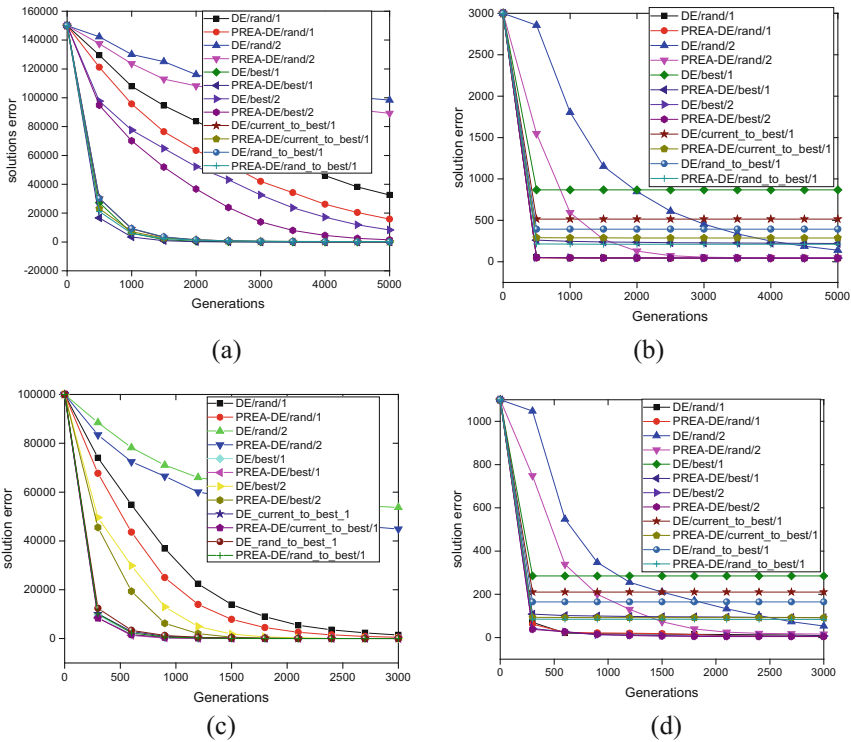 160000
140000
120000
100000
80000
60000
40000
20000
0
-20000
solutions error
DE/rand/1
PREA-DE/rand/1
DE/rand/2
PREA-DE/rand/2
DE/best/1
PREA-DE/best/1
DE/best/2
PREA-DE/best/2
DE/current_to_best/1
PREA-DE/current_to_best/1
DE/rand_to_best/1
PREA-DE/rand_to_best/1
0 1000 2000 3000 4000 5000
Generations
(a)
3000
2500
2000
1500
1000
500
0
solution error
DE/rand/1
PREA-DE/rand/1
DE/rand/2
PREA-DE/rand/2
DE/best/1
PREA-DE/best/1
DE/best/2
PREA-DE/best/2
DE/current_to_best/1
PREA-DE/current_to_best/1
DE/rand_to_best/1
PREA-DE/rand_to_best/1
0 1000 2000 3000 4000 5000
Generations
(b)
100000
80000
60000
40000
20000
0
solution error
DE/rand/1
PREA-DE/rand/1
DE/rand/2
PREA-DE/rand/2
DE/best/1
PREA-DE/best/1
DE/best/2
PREA-DE/best/2
DE_current_to_best_1
PREA-DE/current_to_best/1
DE_rand_to_best_1
PREA-DE/rand_to_best/1
0 500 1000 1500 2000 2500 3000
Generations
(c)
1000
800
600
400
200
0
solution error
DE/rand/1
PREA-DE/rand/1
DE/rand/2
PREA-DE/rand/2
DE/best/1
PREA-DE/best/1
DE/best/2
PREA-DE/best/2
DE/current_to_best/1
PREA-DE/current_to_best/1
DE/rand_to_best/1
PREA-DE/rand_to_best/1
0 500 1000 1500 2000 2500 3000
Generations
(d)